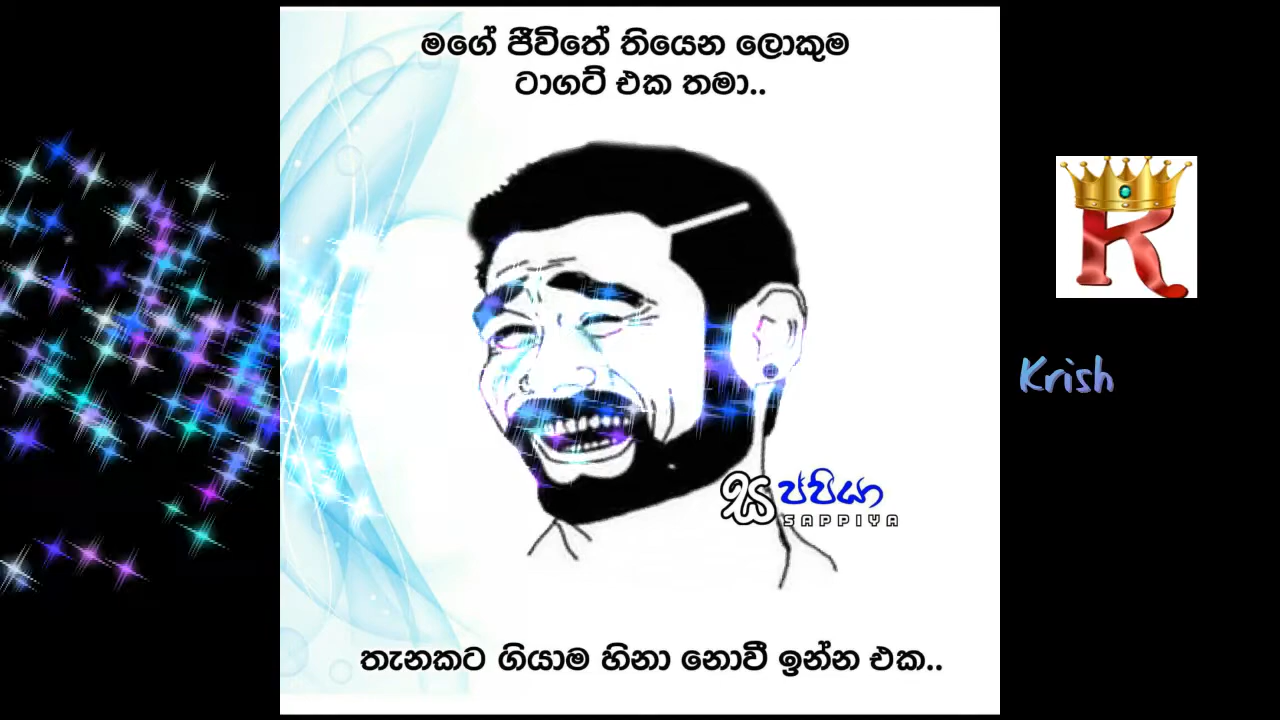 මගේ ජීවිතේ තියෙන ලොකුම
ටාගට් එක තමා..
K
Krish
සප්පියා
SAPPIYA
තැනකට ගියාම හිනා නොවී ඉන්න එක..